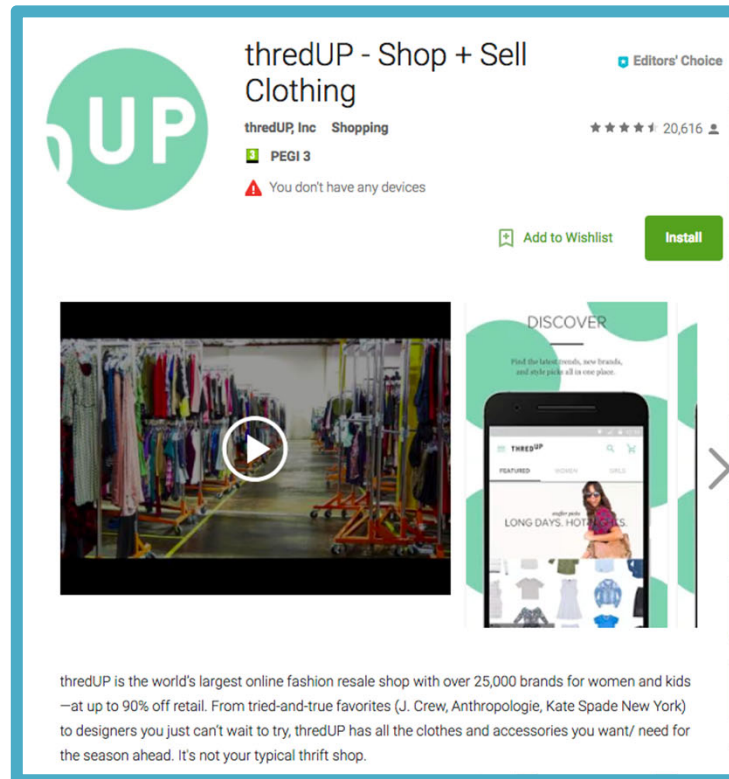 UP
thredUP - Shop + Sell
Clothing
Editors' Choice
thredUP, Inc Shopping
20,616
3 PEGI 3
You don't have any devices
Add to Wishlist
Install
DISCOVER
Find the latest trends, new brands,
and style picks all in one place.
THREDUP
FEATURED WOMEN GIRLS
LONG DAYS. HOT NIGHTS.
thredUP is the world's largest online fashion resale shop with over 25,000 brands for women and kids
—at up to 90% off retail. From tried-and-true favorites (J. Crew, Anthropologie, Kate Spade New York)
to designers you just can't wait to try, thredUP has all the clothes and accessories you want/ need for
the season ahead. It's not your typical thrift shop.